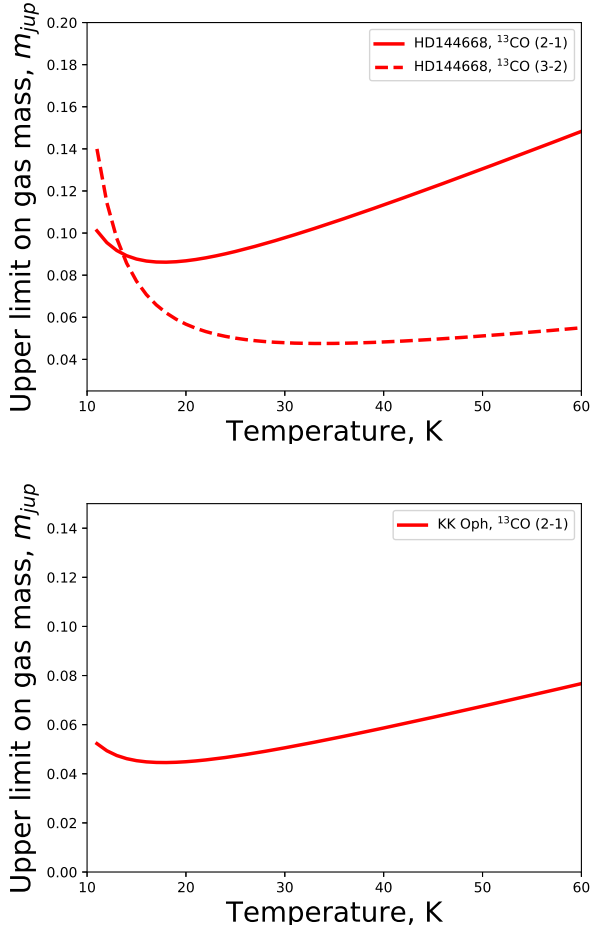 0.20
0.18
0.16
0.14
0.12
0.10
0.08
0.06
0.04
Upper limit on gas mass, m_jup
HD144668, ¹³CO (2-1)
HD144668, ¹³CO (3-2)
10 20 30 40 50 60
Temperature, K
0.14
0.12
0.10
0.08
0.06
0.04
0.02
0.00
Upper limit on gas mass, m_jup
KK Oph, ¹³CO (2-1)
10 20 30 40 50 60
Temperature, K